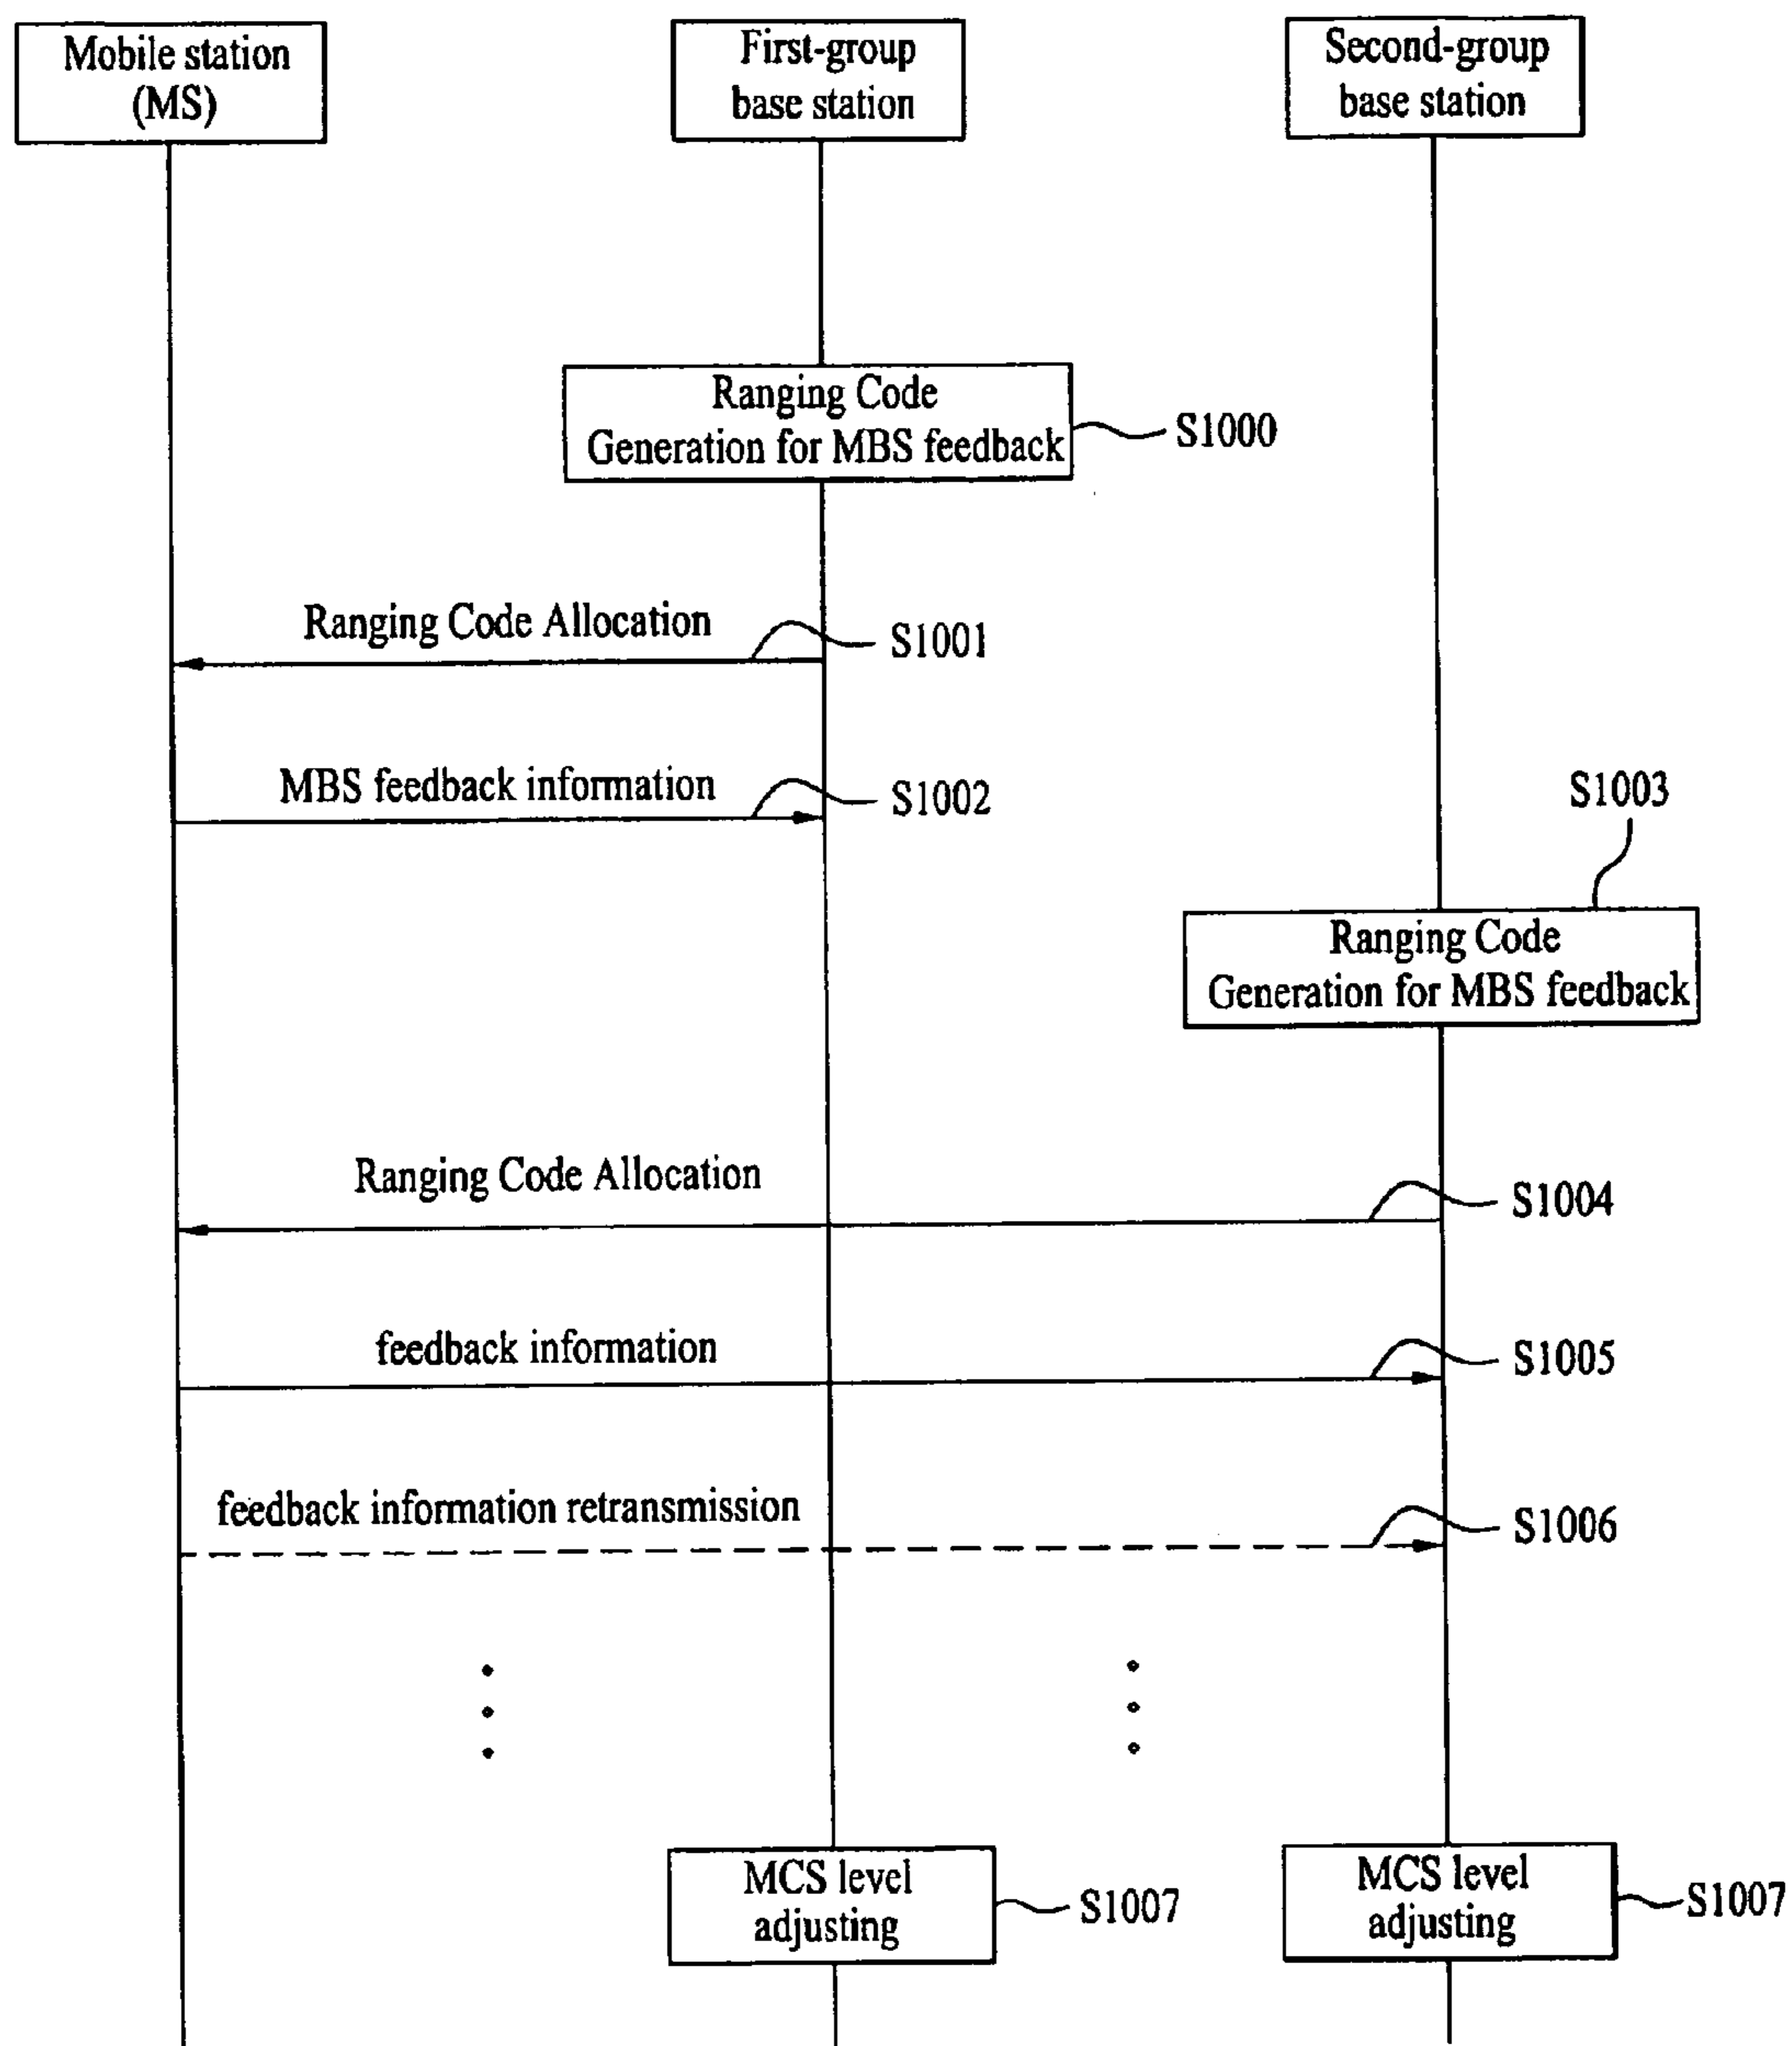 Mobile station
(MS)
First-group
base station
Second-group
base station
Ranging Code
Generation for MBS feedback
S1000
Ranging Code Allocation
S1001
MBS feedback information
S1002
S1003
Ranging Code
Generation for MBS feedback
Ranging Code Allocation
S1004
feedback information
S1005
feedback information retransmission
S1006
MCS level
adjusting
S1007
MCS level
adjusting
S1007